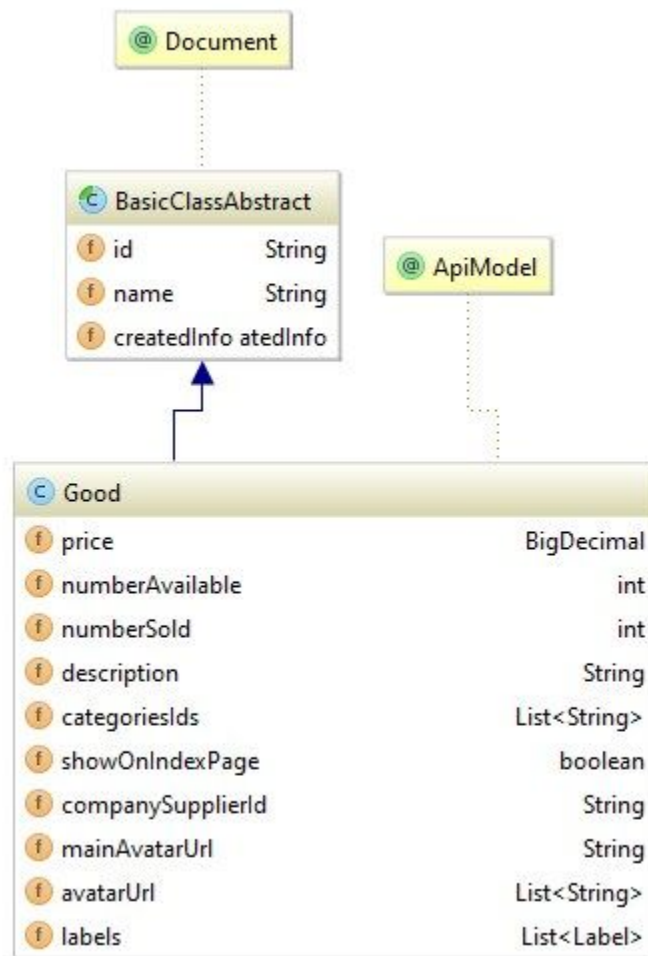 @ Document
C BasicClassAbstract
f id String
f name String
f createdInfo atedInfo
@ ApiModel
C Good
f price BigDecimal
f numberAvailable int
f numberSold int
f description String
f categoriesIds List<String>
f showOnIndexPage boolean
f companySupplierId String
f mainAvatarUrl String
f avatarUrl List<String>
f labels List<Label>